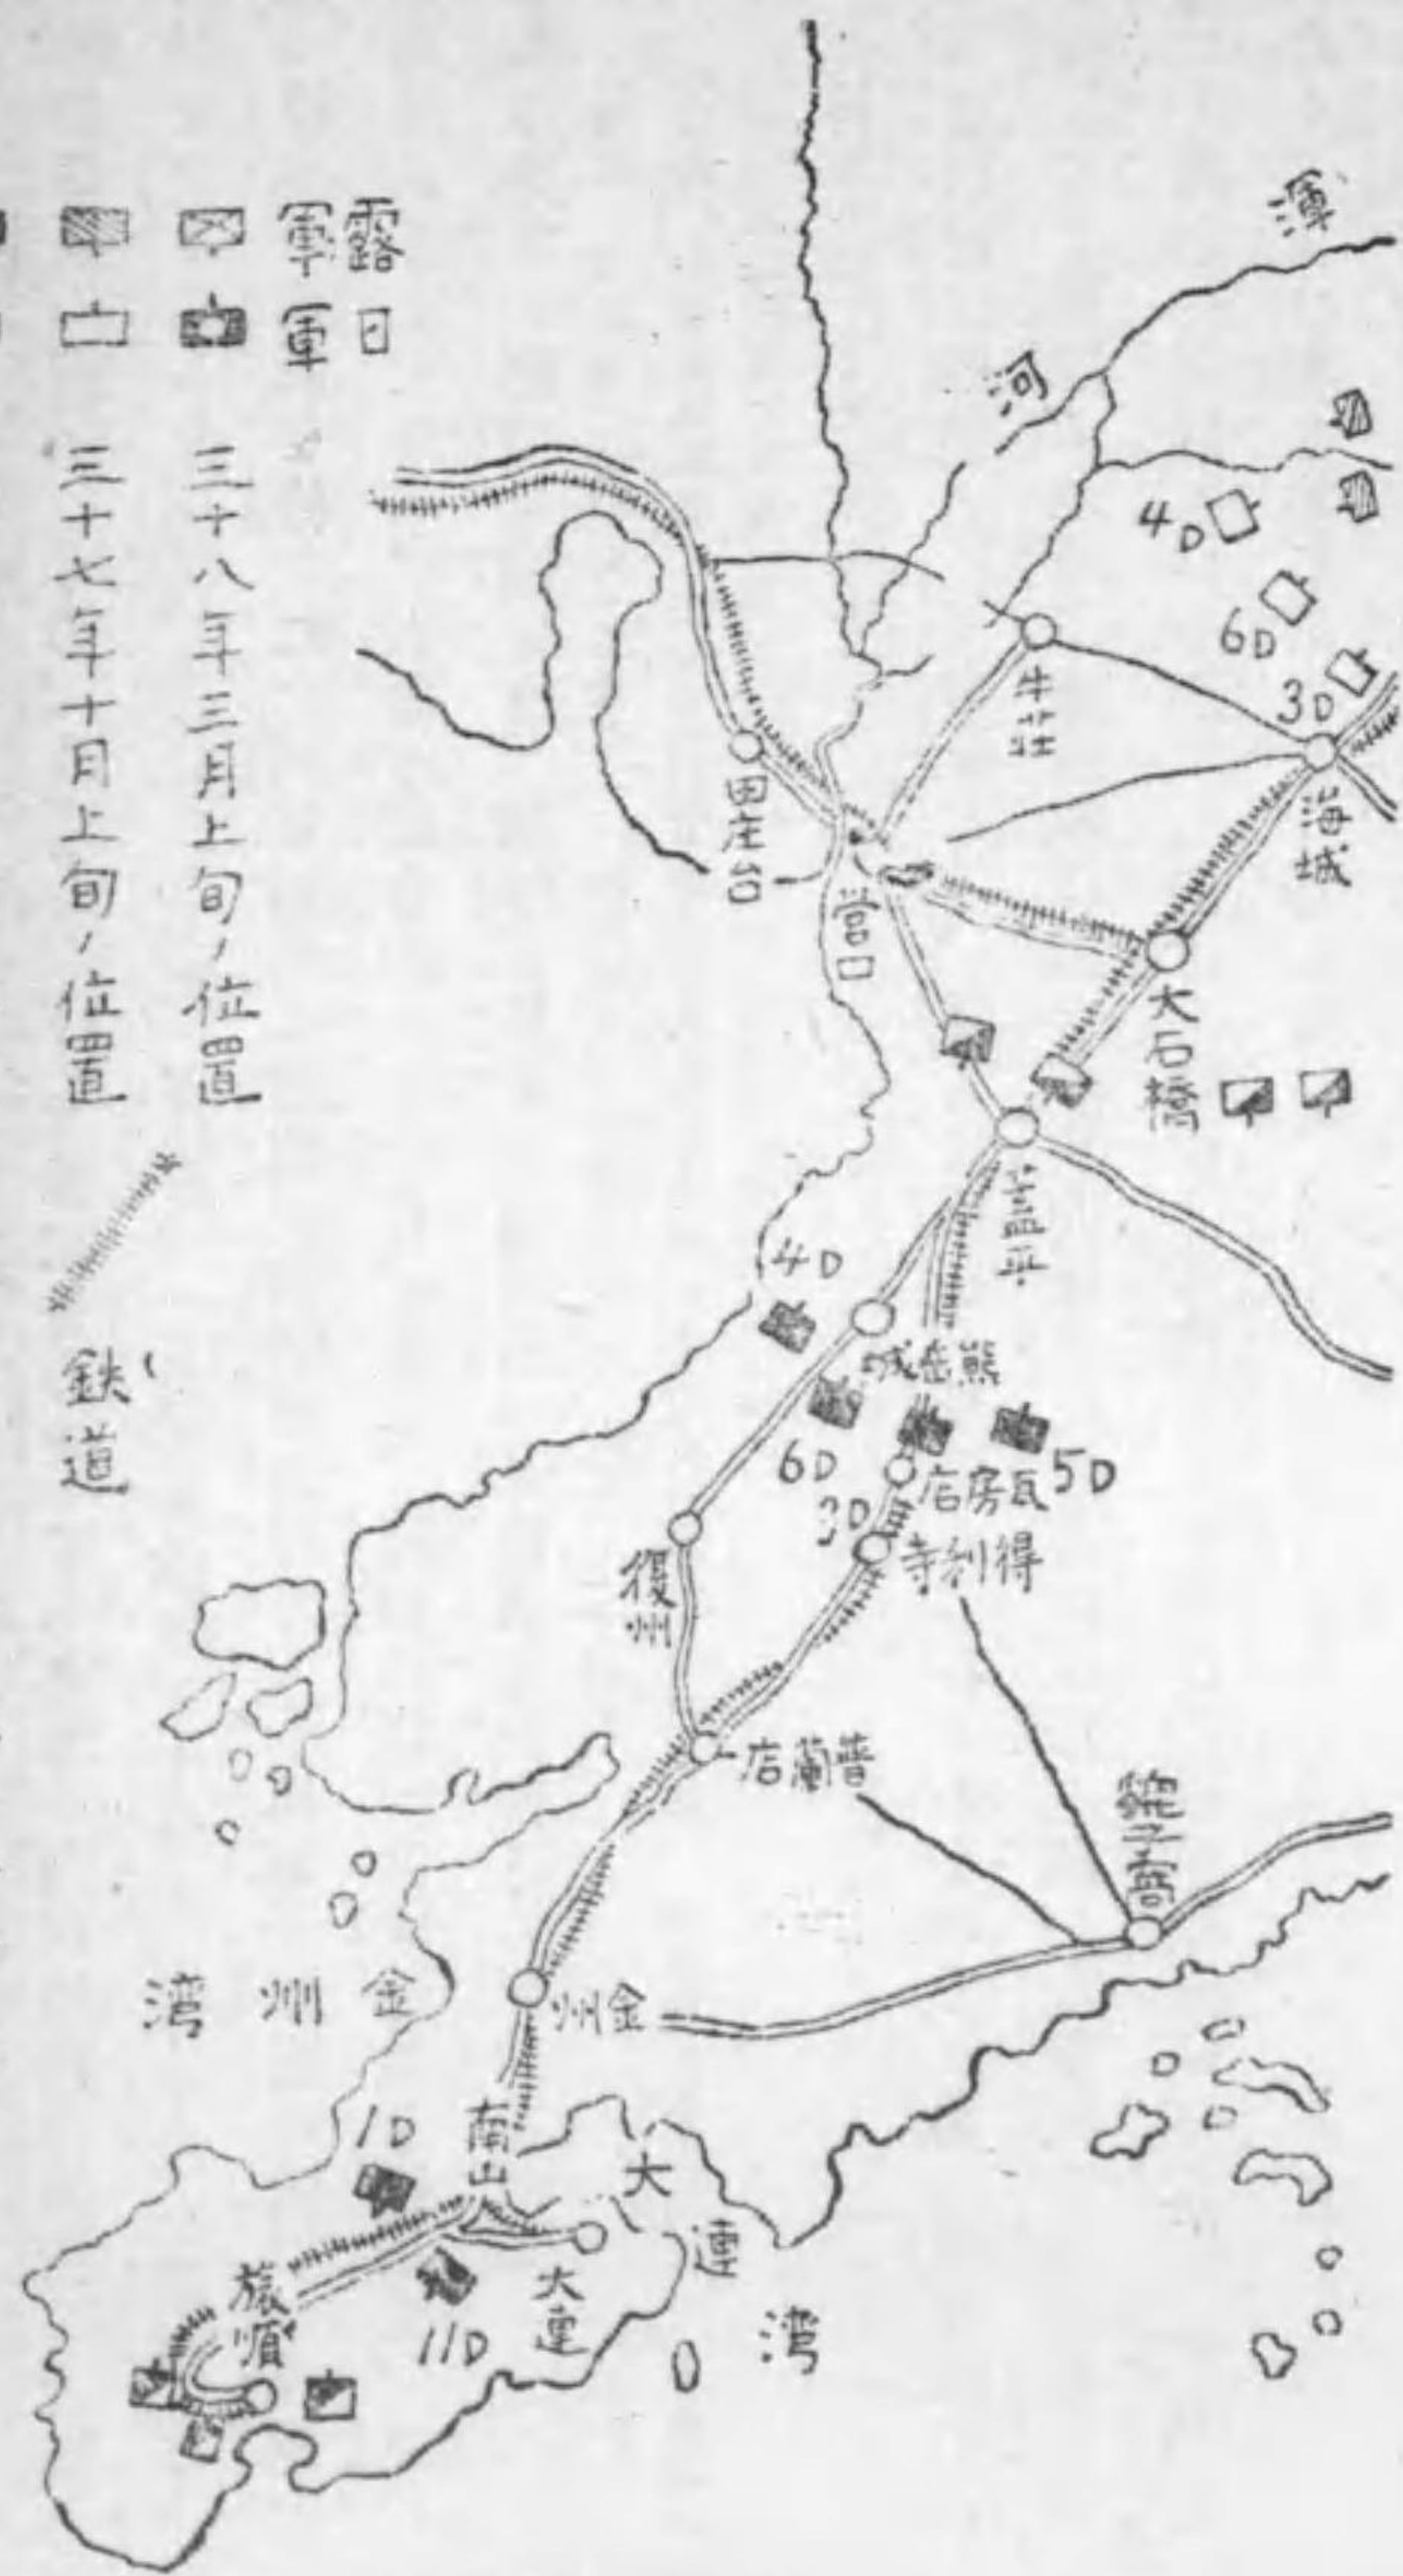 露軍
日軍
三十八年三月上旬ノ位置
三十七年十月上旬ノ位置
鉄道
渾
河
4D
6D
3D
牛荘
海城
田庄台
営口
大石橋
蓋平
4D
熊岳城
6D
5D
瓦房店
3D
得利寺
復州
普蘭店
貔子窩
金州湾
金州
南山
1D
大連湾
大連
11D
旅順